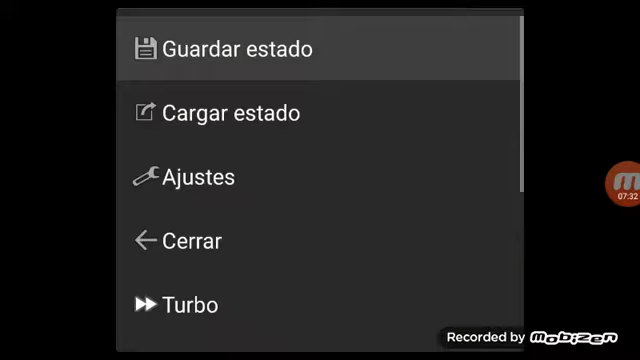 Guardar estado
Cargar estado
Ajustes
Cerrar
Turbo
07:32
Recorded by mobizen